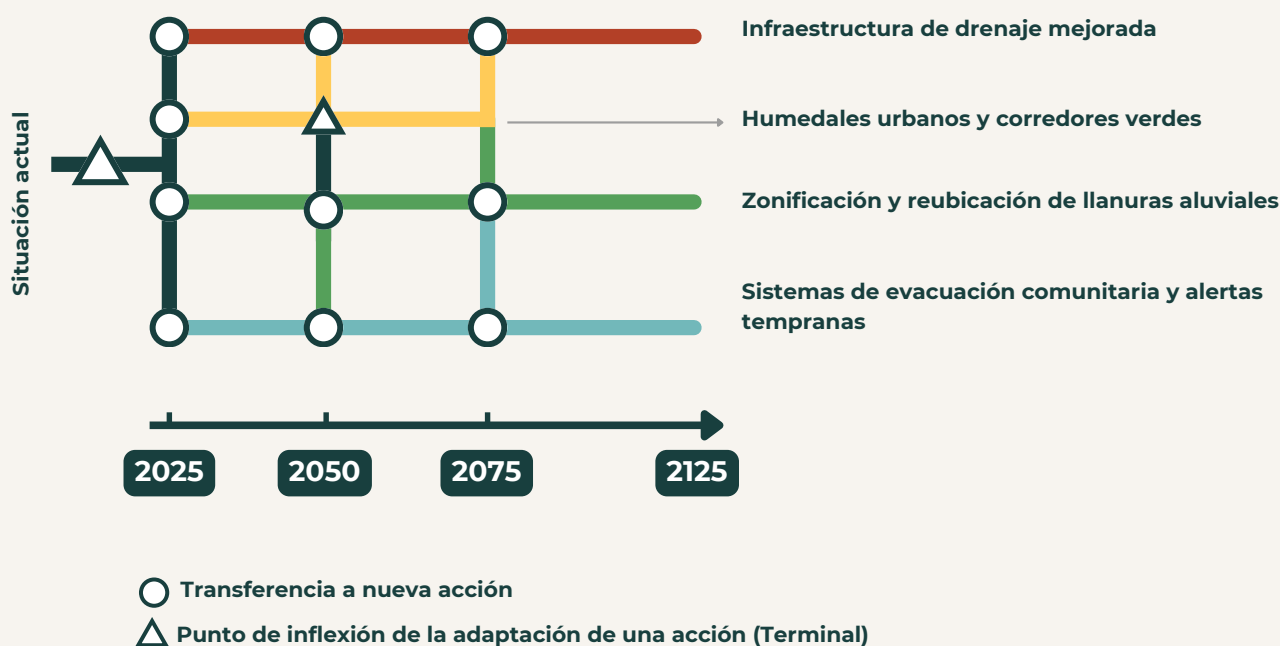 Situación actual
Infraestructura de drenaje mejorada
Humedales urbanos y corredores verdes
Zonificación y reubicación de llanuras aluviales
Sistemas de evacuación comunitaria y alertas
tempranas
2025
2050
2075
2125
Transferencia a nueva acción
Punto de inflexión de la adaptación de una acción (Terminal)